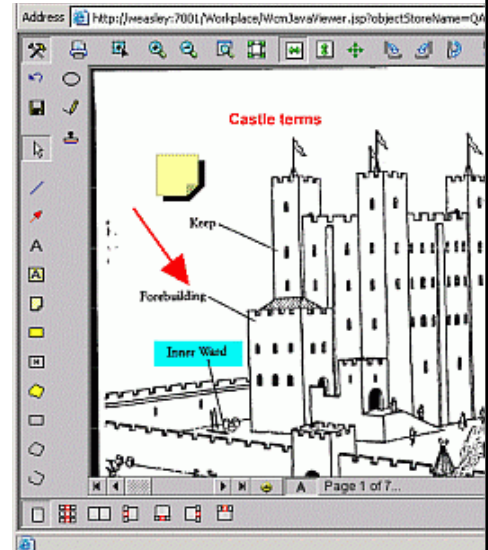 Address http://weasley:7001/Workplace/WcmJavaViewer.jsp?objectStoreName=QA
Castle terms
Keep
Forebuilding
Inner Ward
A
A
A Page 1 of 7...